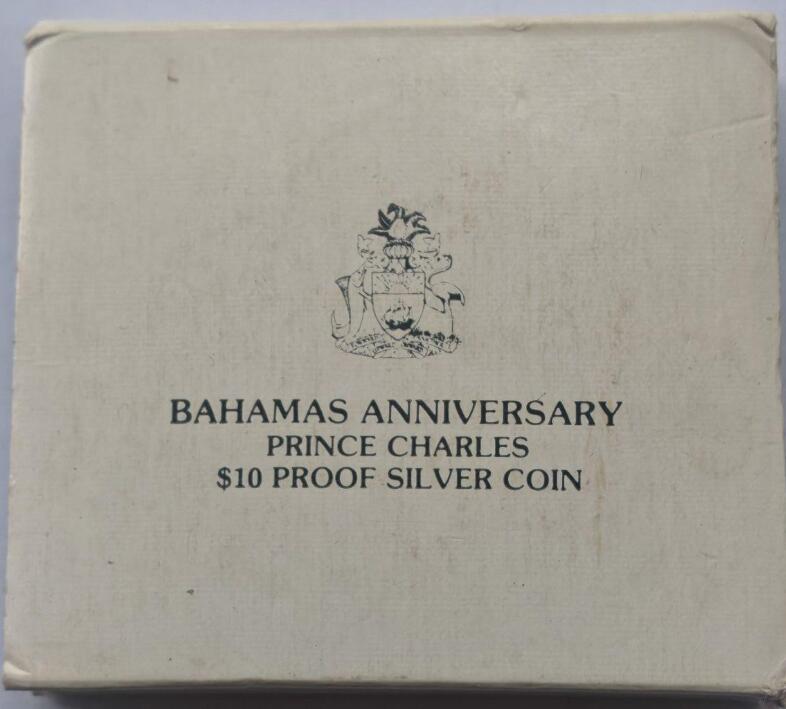 BAHAMAS ANNIVERSARY
PRINCE CHARLES
$10 PROOF SILVER COIN